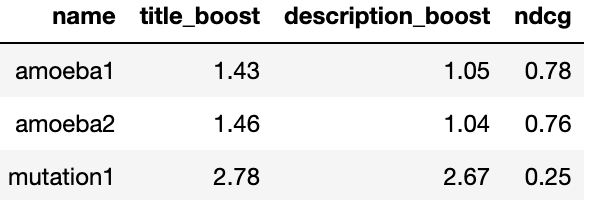 name title_boost description_boost ndcg
amoeba1 1.43 1.05 0.78
amoeba2 1.46 1.04 0.76
mutation1 2.78 2.67 0.25